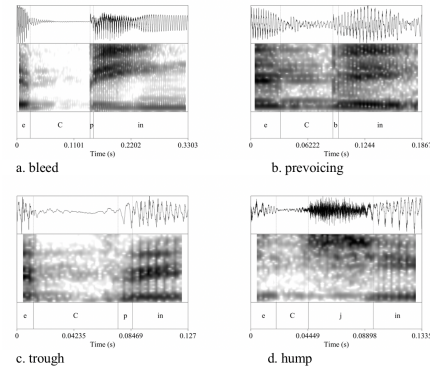 e C p in
0 0.1101 0.2202 0.3303
Time (s)
a. bleed
e C b in
0 0.06222 0.1244 0.1867
Time (s)
b. prevoicing
e C p in
0 0.04235 0.08469 0.127
Time (s)
c. trough
e C j in
0 0.04449 0.08898 0.1335
Time (s)
d. hump